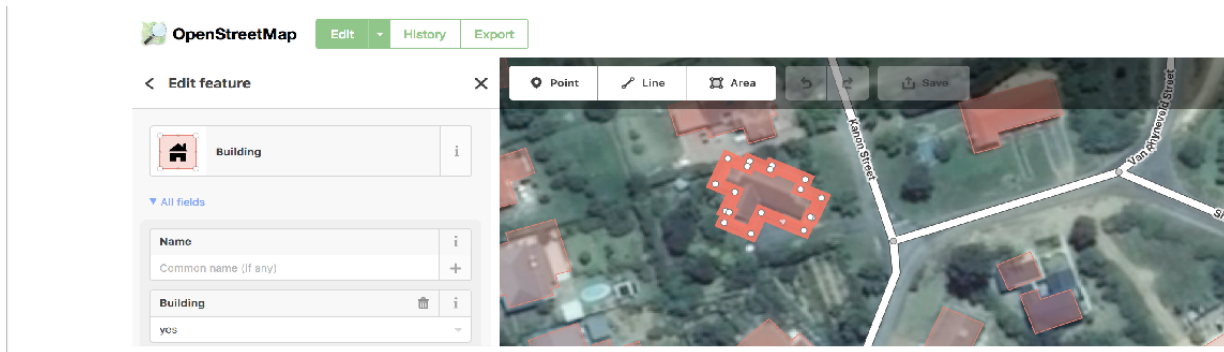 OpenStreetMap
Edit
History
Export
Edit feature
Point
Line
Area
Save
Building
i
All fields
Name
i
Common name (if any)
Building
i
yes
Kanon Street
Van Rhyneveld Street